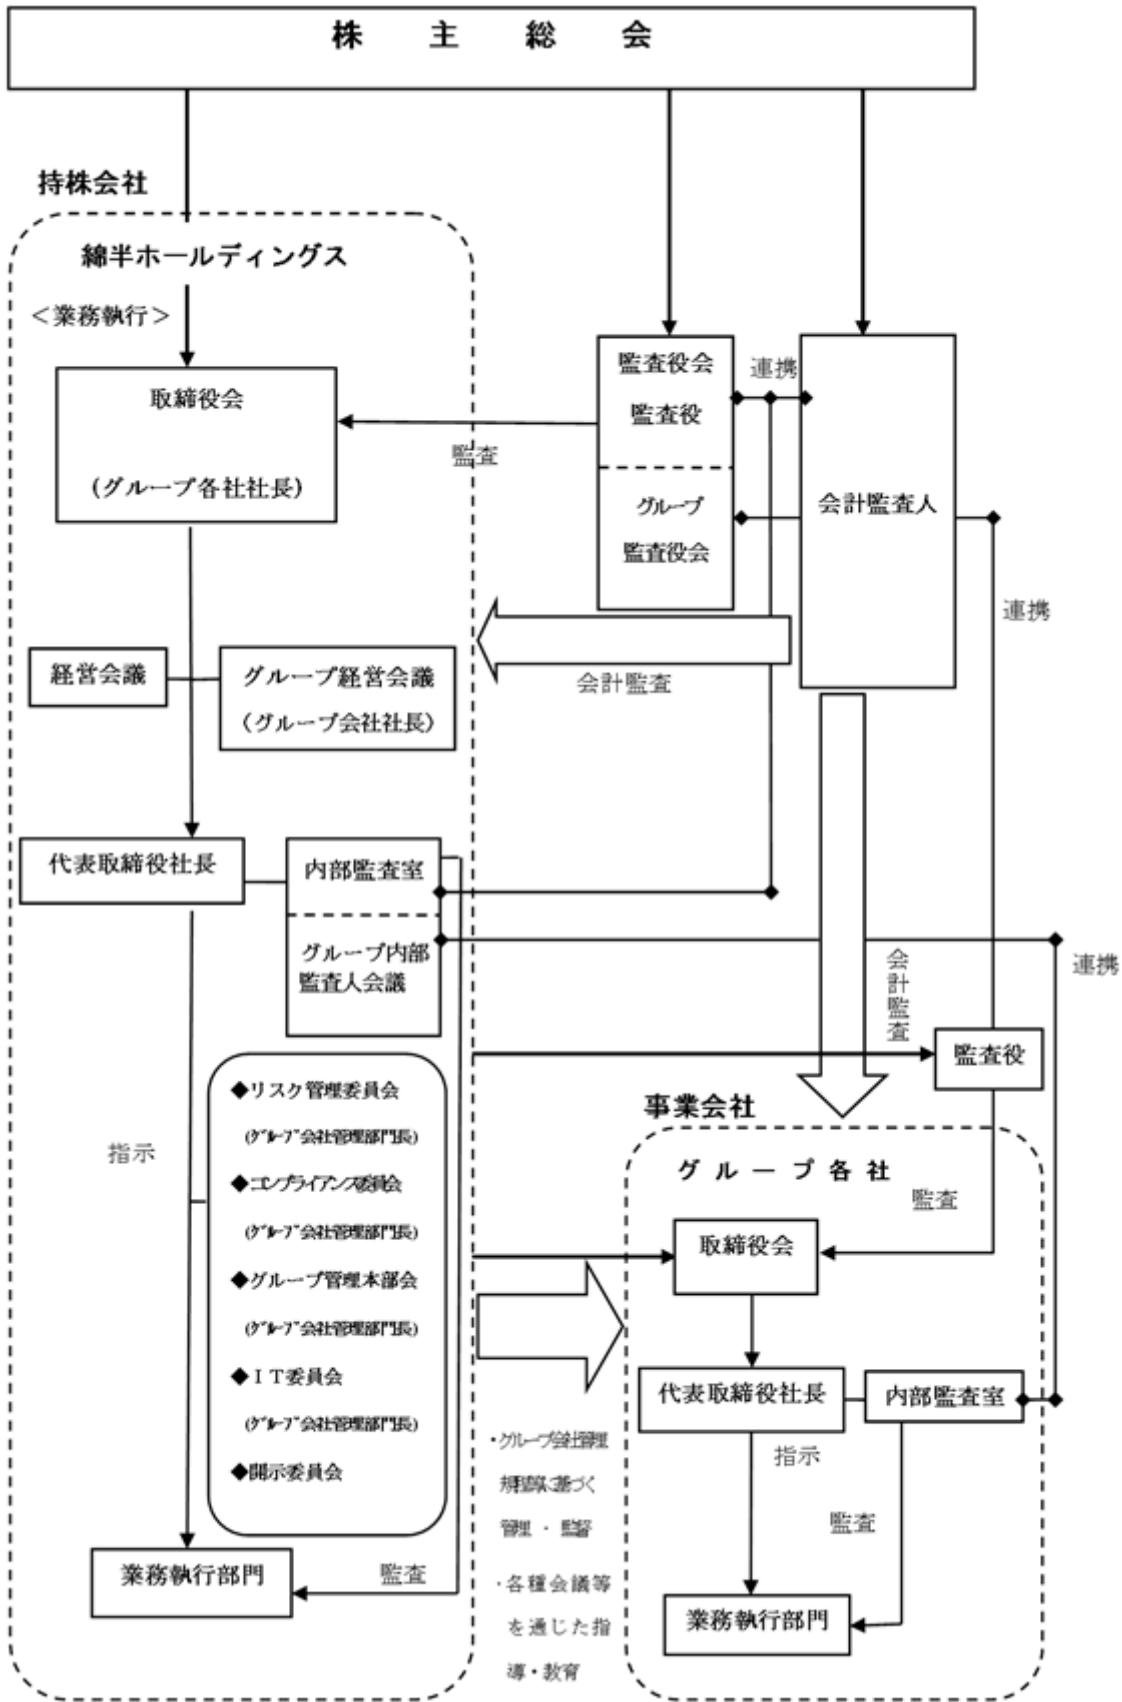 株主総会
持株会社
綿半ホールディングス
＜業務執行＞
取締役会
(グループ各社社長)
監査
監査役会
監査役
グループ
監査役会
連携
会計監査人
連携
会計監査
経営会議
グループ経営会議
（グループ会社社長）
代表取締役社長
内部監査室
グループ内部
監査人会議
会計監査
連携
監査役
指示
◆リスク管理委員会
(ｸﾞﾙｰﾌﾟ会社管理部門長)
◆コンプライアンス委員会
(ｸﾞﾙｰﾌﾟ会社管理部門長)
◆グループ管理本部会
(ｸﾞﾙｰﾌﾟ会社管理部門長)
◆ＩＴ委員会
(ｸﾞﾙｰﾌﾟ会社管理部門長)
◆開示委員会
業務執行部門
監査
・グループ会社管理
規程等に基づく
管理・監督
・各種会議等
を通じた指
導・教育
事業会社
グループ各社
監査
取締役会
代表取締役社長
内部監査室
指示
監査
業務執行部門